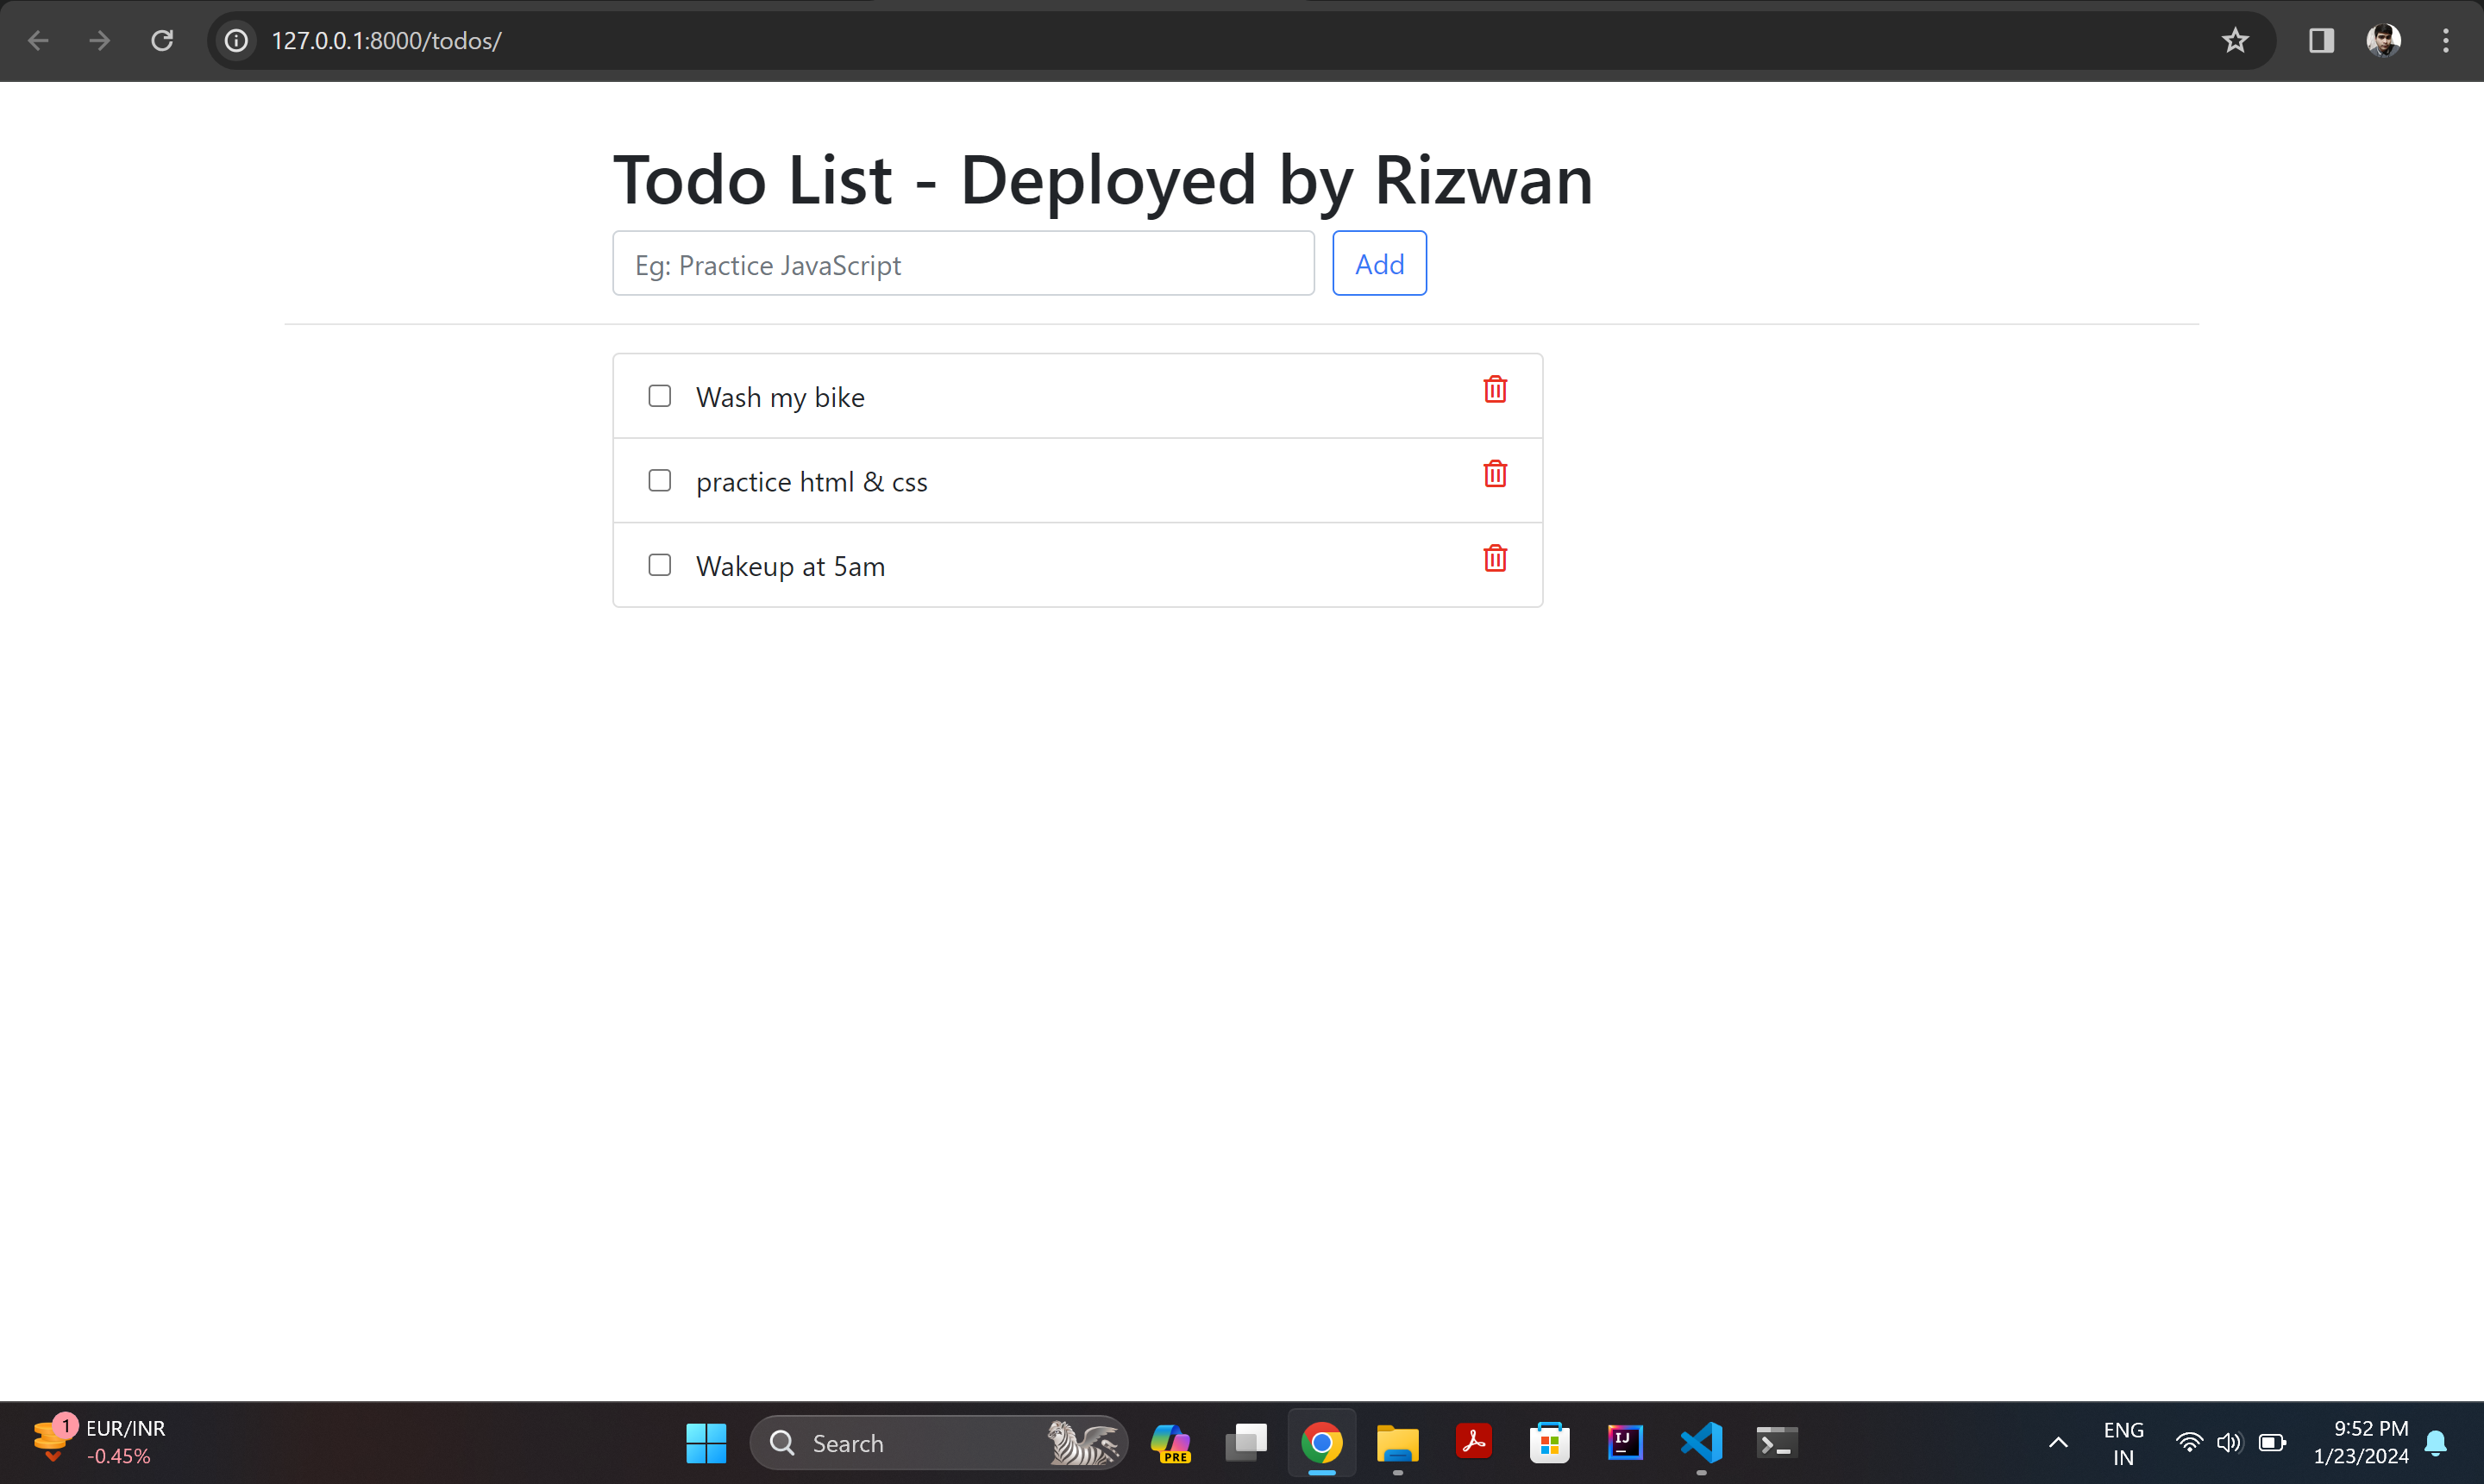 127.0.0.1:8000/todos/
Todo List - Deployed by Rizwan
Eg: Practice JavaScript
Add
Wash my bike
practice html & css
Wakeup at 5am
1
EUR/INR
-0.45%
Search
PRE
IJ
ENG
IN
9:52 PM
1/23/2024